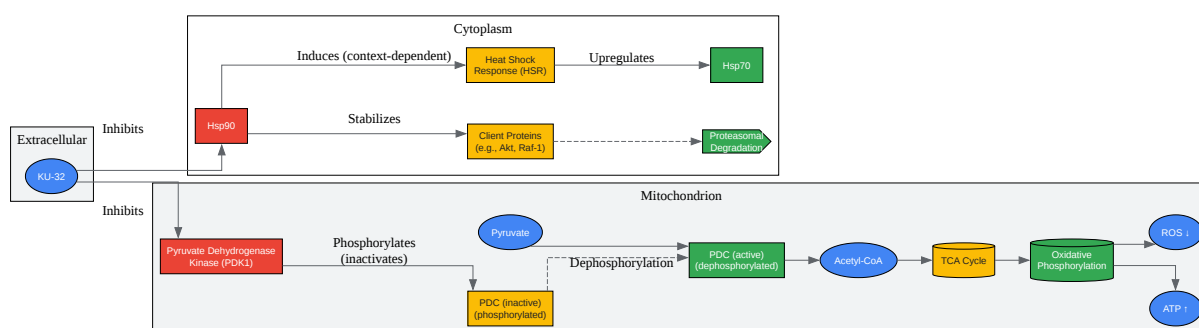 Cytoplasm
Induces (context-dependent)
Heat Shock
Response (HSR)
Upregulates
Hsp70
Hsp90
Stabilizes
Client Proteins
(e.g., Akt, Raf-1)
Proteasomal
Degradation
Extracellular
KU-32
Inhibits
Inhibits
Mitochondrion
Pyruvate Dehydrogenase
Kinase (PDK1)
Phosphorylates
(inactivates)
Pyruvate
PDC (inactive)
(phosphorylated)
Dephosphorylation
PDC (active)
(dephosphorylated)
Acetyl-CoA
TCA Cycle
Oxidative
Phosphorylation
ROS ↓
ATP ↑